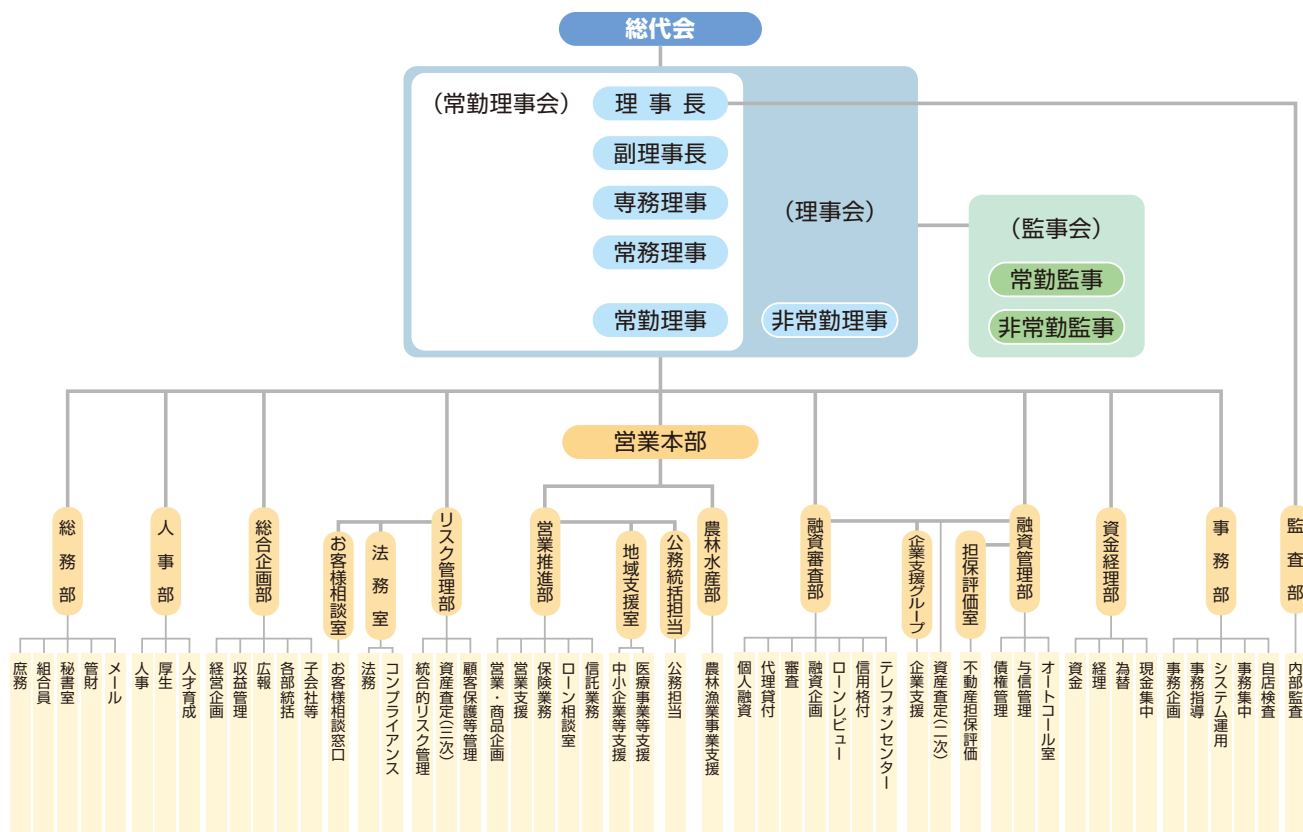 総代会
（常勤理事会）
理事長
副理事長
専務理事
常務理事
常勤理事
（理事会）
非常勤理事
（監事会）
常勤監事
非常勤監事
営業本部
総務部
人事部
総合企画部
お客様相談室
法務室
リスク管理部
営業推進部
地域支援室
公務統括担当
農林水産部
融資審査部
企業支援グループ
担保評価室
融資管理部
資金経理部
事務部
監査部
庶務
組合員
秘書室
管財
メール
人事
厚生
人才育成
経営企画
収益管理
広報
各部統括
子会社等
お客様相談窓口
法務
コンプライアンス
統合的リスク管理
資産査定(三次)
顧客保護等管理
営業・商品企画
営業支援
保険業務
ローン相談室
信託業務
中小企業等支援
医療事業等支援
公務担当
農林漁業事業支援
個人融資
代理貸付
審査
融資企画
ローンレビュー
信用格付
テレフォンセンター
企業支援
資産査定(二次)
不動産担保評価
債権管理
与信管理
オートコール室
資金
経理
為替
現金集中
事務企画
事務指導
システム運用
事務集中
自店検査
内部監査